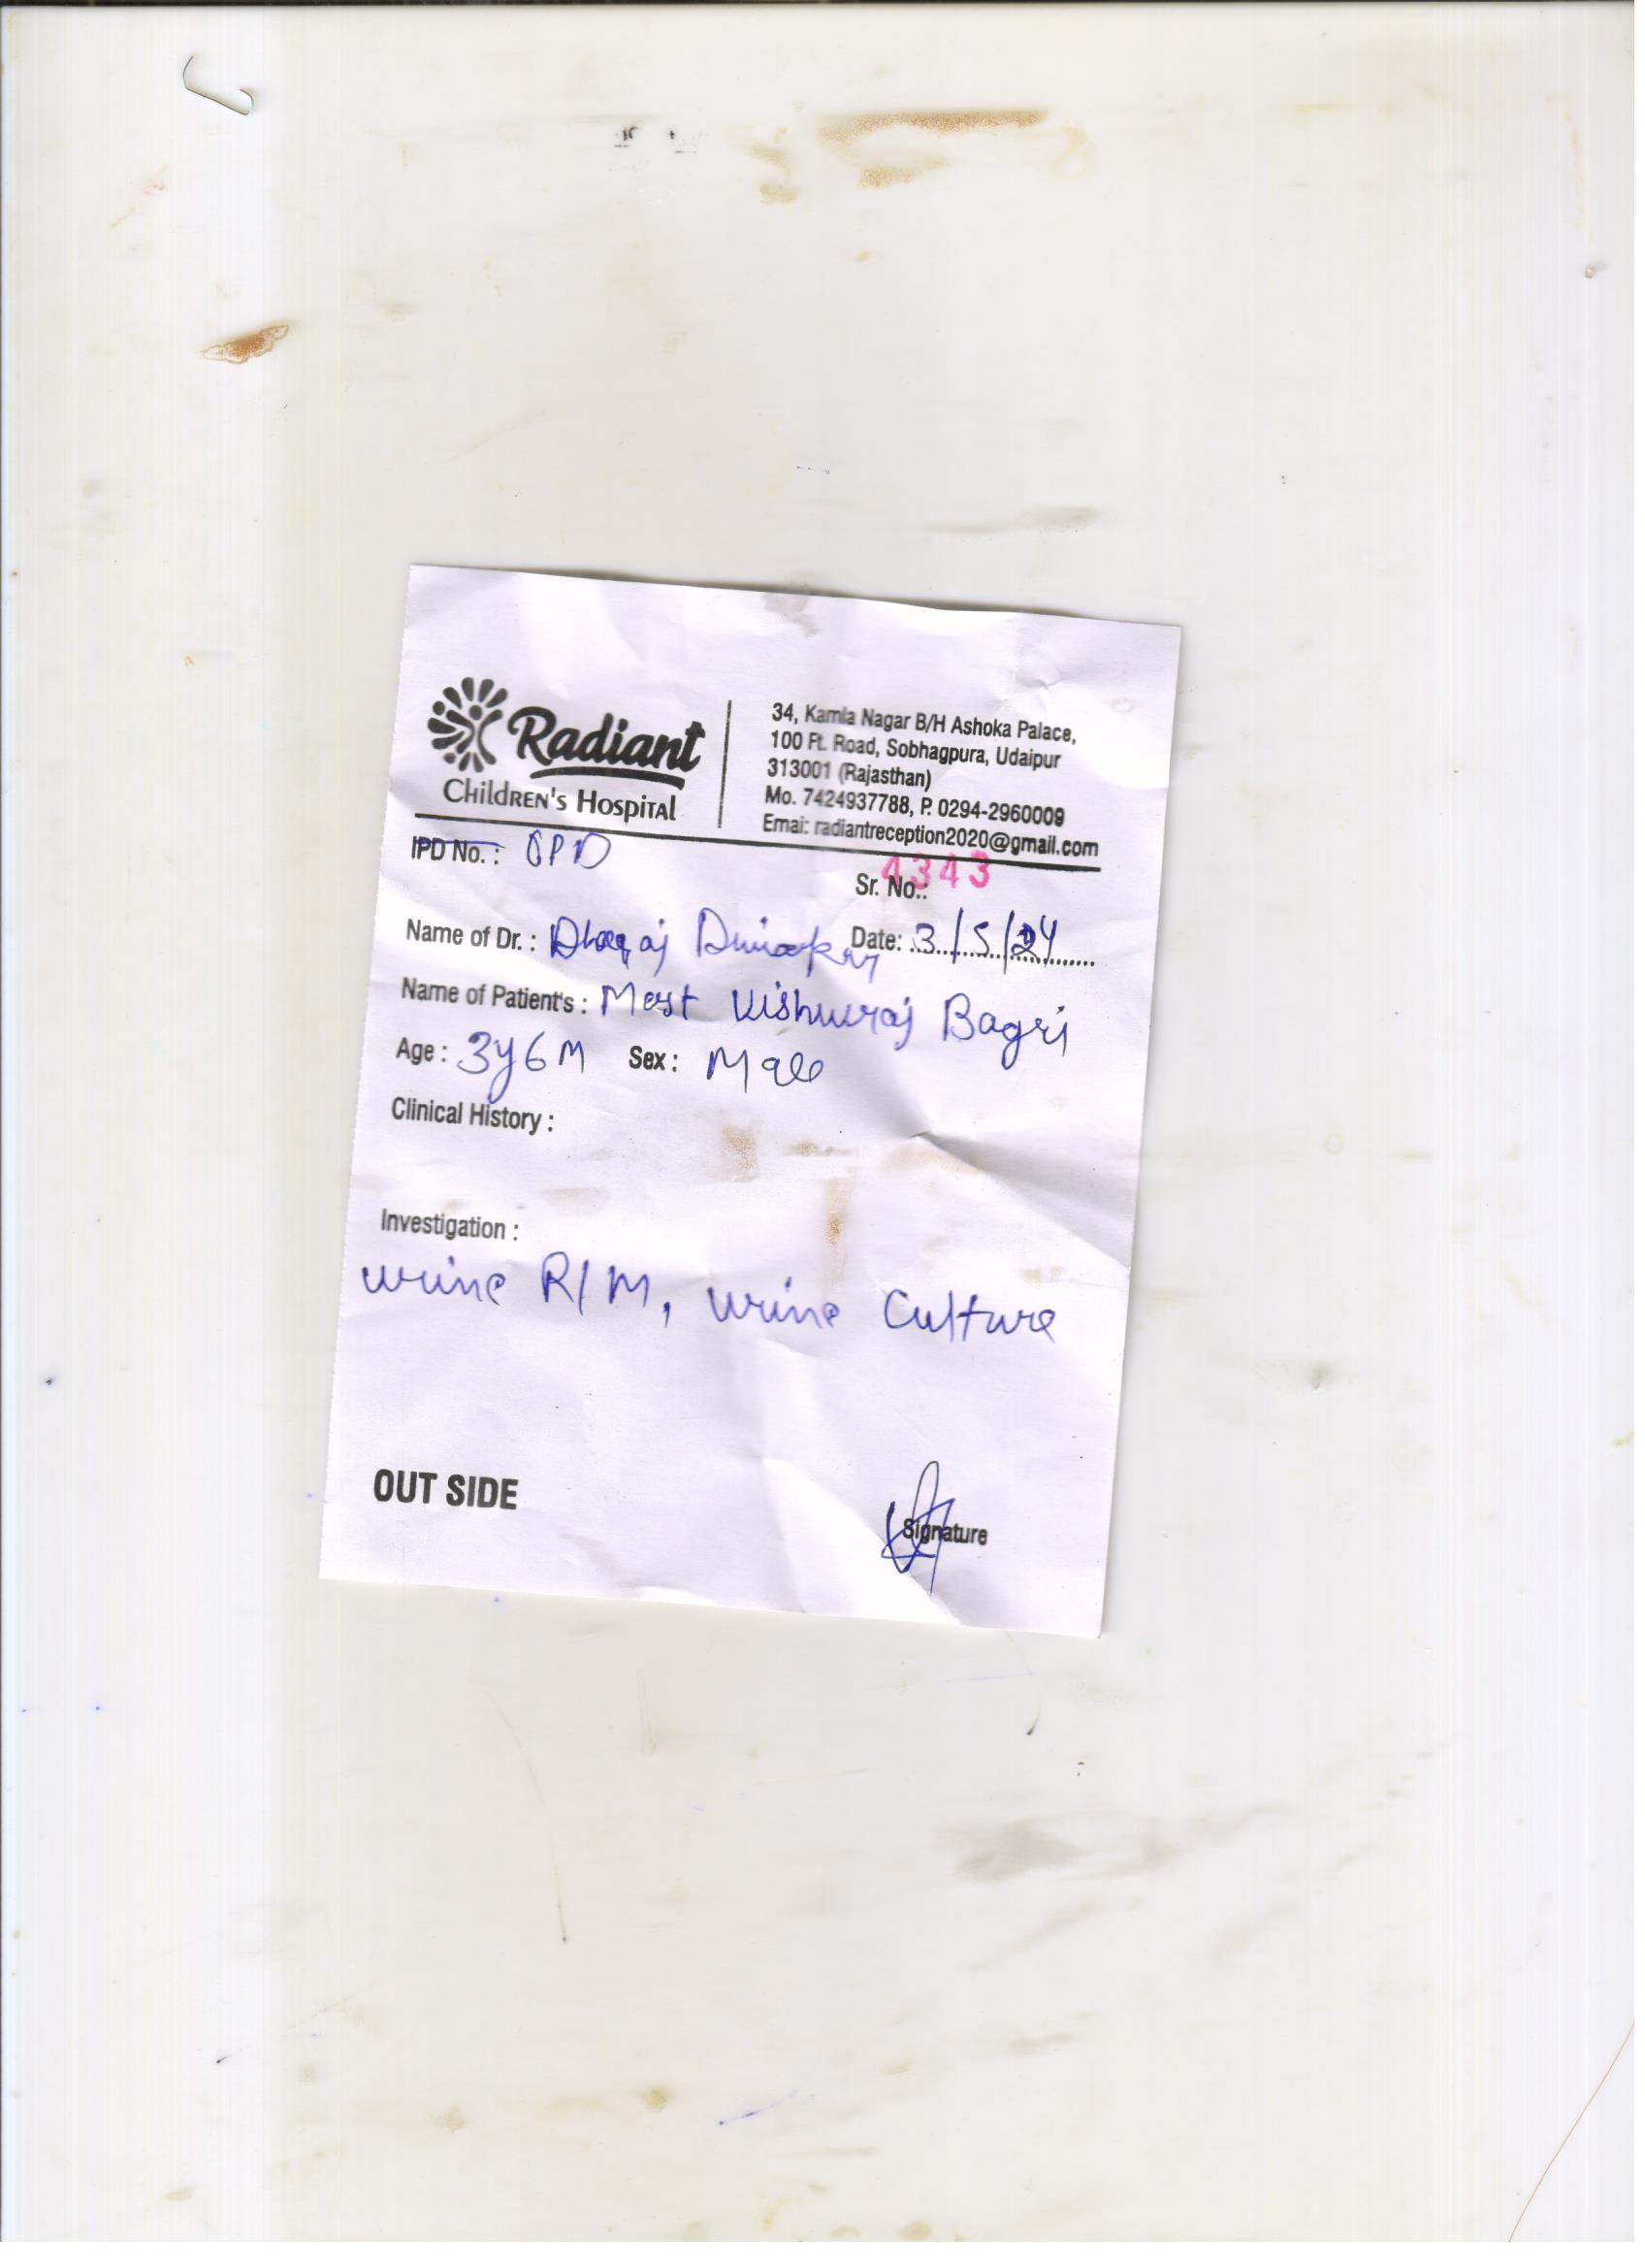 Radiant
Children's Hospital
34, Kamla Nagar B/H Ashoka Palace,
100 Ft. Road, Sobhagpura, Udaipur
313001 (Rajasthan)
Mo. 7424937788, P. 0294-2960009
Emai: radiantreception2020@gmail.com
IPD No. : OPD
Sr. No.: 4343
Name of Dr. : Dheeraj
Date: 3/5/24
Name of Patient's : Mast Vishwraj Bagri
Age : 3y6M Sex : Male
Clinical History :
Investigation :
urine R/M, urine Culture
OUT SIDE
Signature